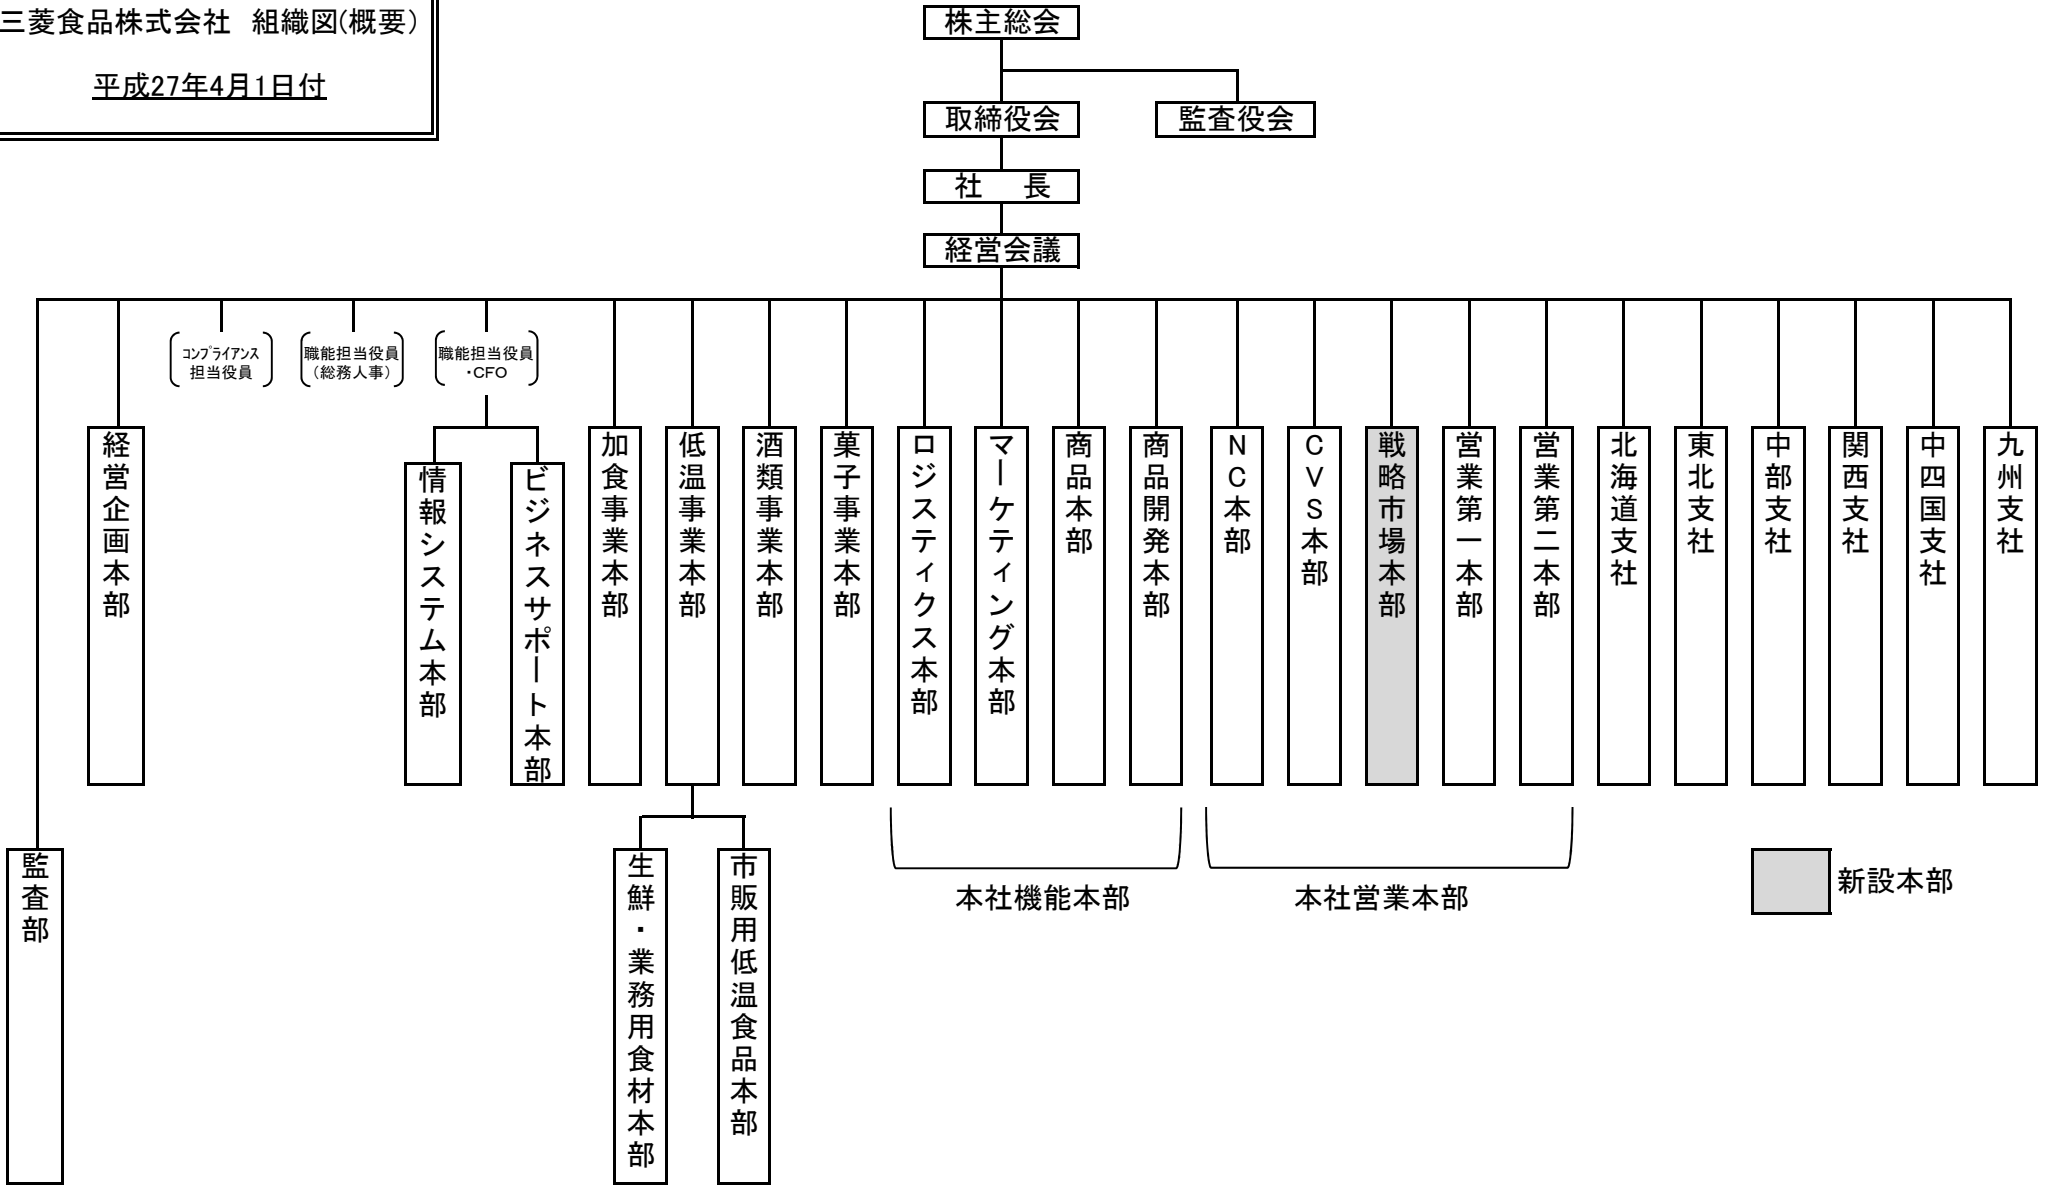 三菱食品株式会社 組織図(概要)
平成27年4月1日付
株主総会
取締役会
監査役会
社 長
経営会議
コンプライアンス
担当役員
職能担当役員
(総務人事)
職能担当役員
・CFO
経営企画本部
情報システム本部
ビジネスサポート本部
加食事業本部
低温事業本部
酒類事業本部
菓子事業本部
ロジスティクス本部
マーケティング本部
商品本部
商品開発本部
NC本部
CVS本部
戦略市場本部
営業第一本部
営業第二本部
北海道支社
東北支社
中部支社
関西支社
中四国支社
九州支社
監査部
生鮮・業務用食材本部
市販用低温食品本部
本社機能本部
本社営業本部
新設本部